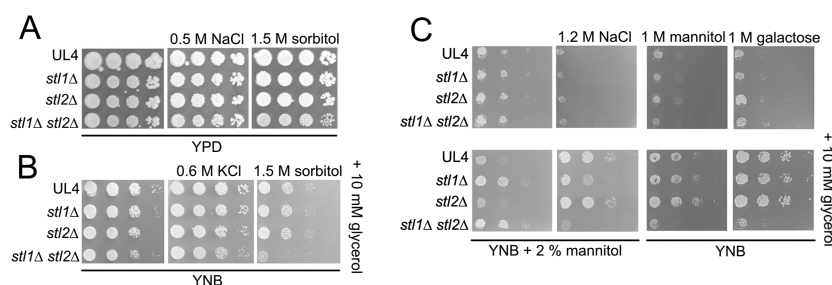 A
0.5 M NaCl 1.5 M sorbitol
UL4
stl1Δ
stl2Δ
stl1Δ stl2Δ
YPD
B
0.6 M KCl 1.5 M sorbitol
UL4
stl1Δ
stl2Δ
stl1Δ stl2Δ
YNB
+ 10 mM glycerol
C
1.2 M NaCl 1 M mannitol 1 M galactose
UL4
stl1Δ
stl2Δ
stl1Δ stl2Δ
UL4
stl1Δ
stl2Δ
stl1Δ stl2Δ
YNB + 2 % mannitol YNB
+ 10 mM glycerol